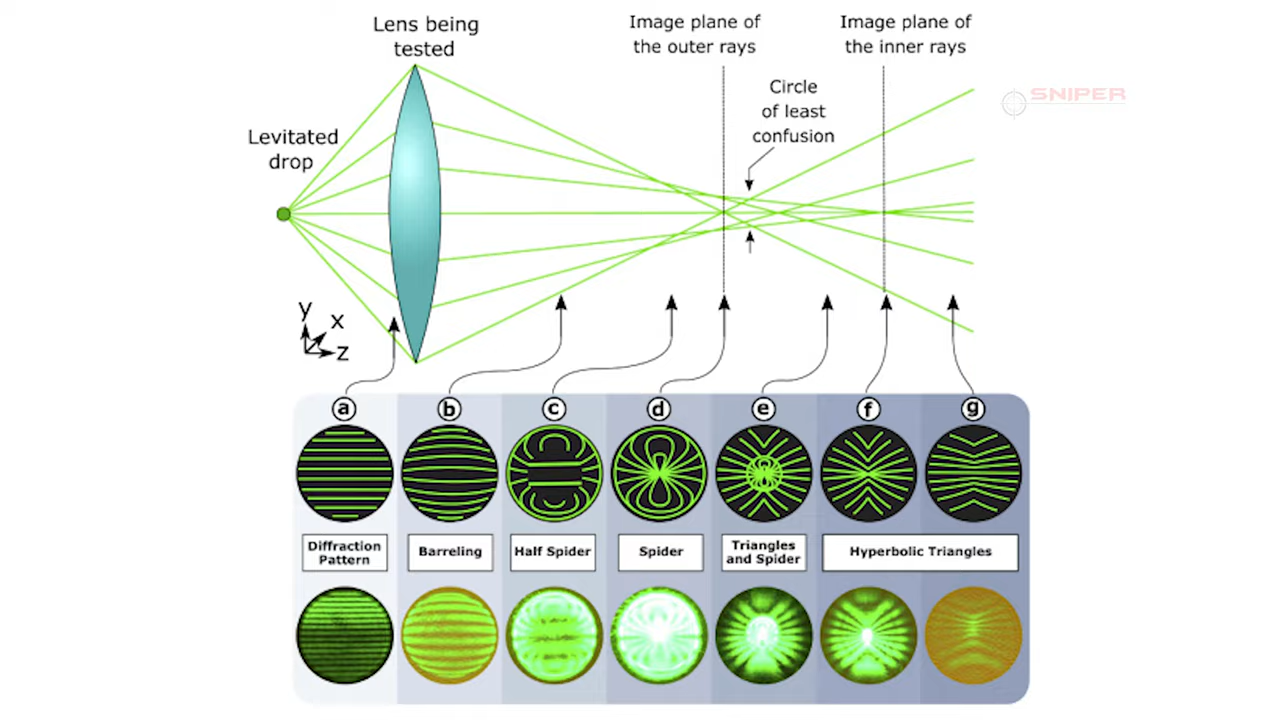 Lens being
tested
Image plane of
the outer rays
Image plane of
the inner rays
Circle
of least
confusion
SNIPER
Levitated
drop
y
x
z
a
b
c
d
e
f
g
Diffraction
Pattern
Barreling
Half Spider
Spider
Triangles
and Spider
Hyperbolic Triangles